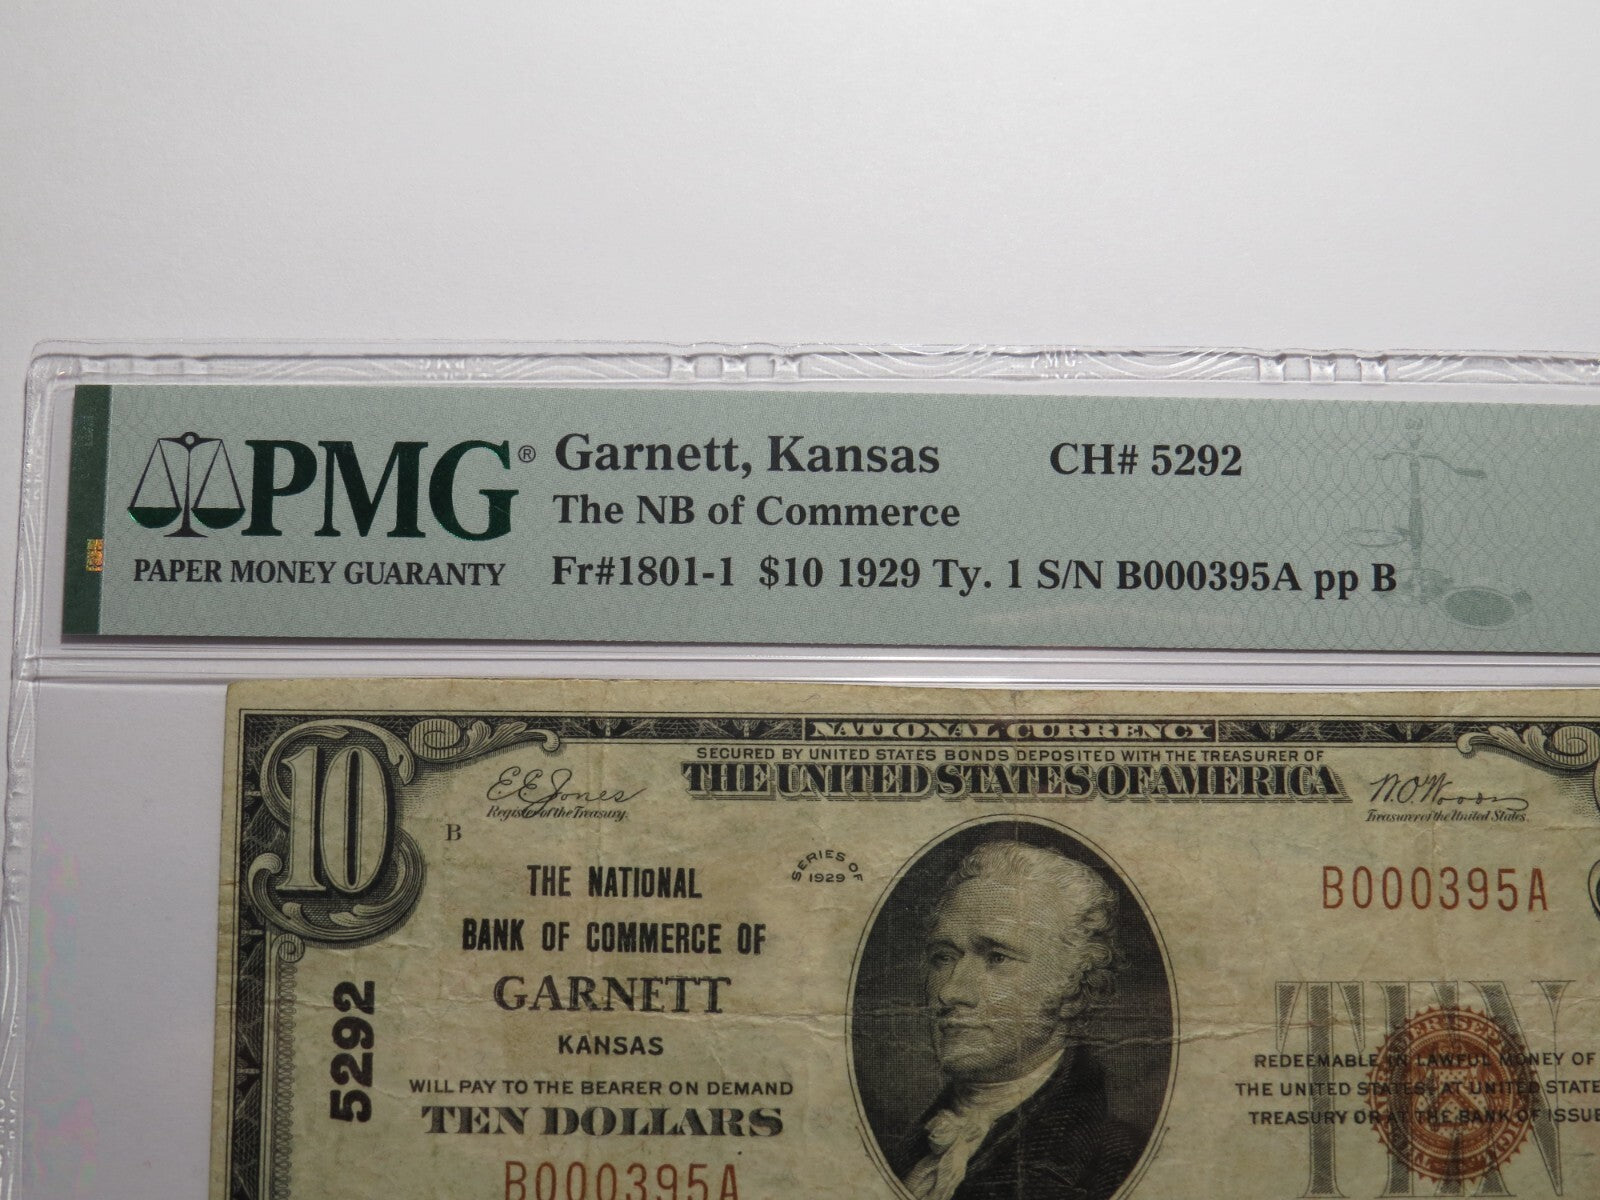 PMG®
PAPER MONEY GUARANTY
Garnett, Kansas CH# 5292
The NB of Commerce
Fr#1801-1 $10 1929 Ty. 1 S/N B000395A pp B
10
NATIONAL CURRENCY
SECURED BY UNITED STATES BONDS DEPOSITED WITH THE TREASURER OF
THE UNITED STATES OF AMERICA
E E Jones
Register of the Treasury.
W.O. Woods
Treasurer of the United States.
B
SERIES OF
1929
THE NATIONAL
BANK OF COMMERCE OF
GARNETT
KANSAS
WILL PAY TO THE BEARER ON DEMAND
TEN DOLLARS
B000395A
5292
B000395A
TEN
REDEEMABLE IN LAWFUL MONEY OF
THE UNITED STATES AT UNITED STATE
TREASURY OR AT THE BANK OF ISSUE